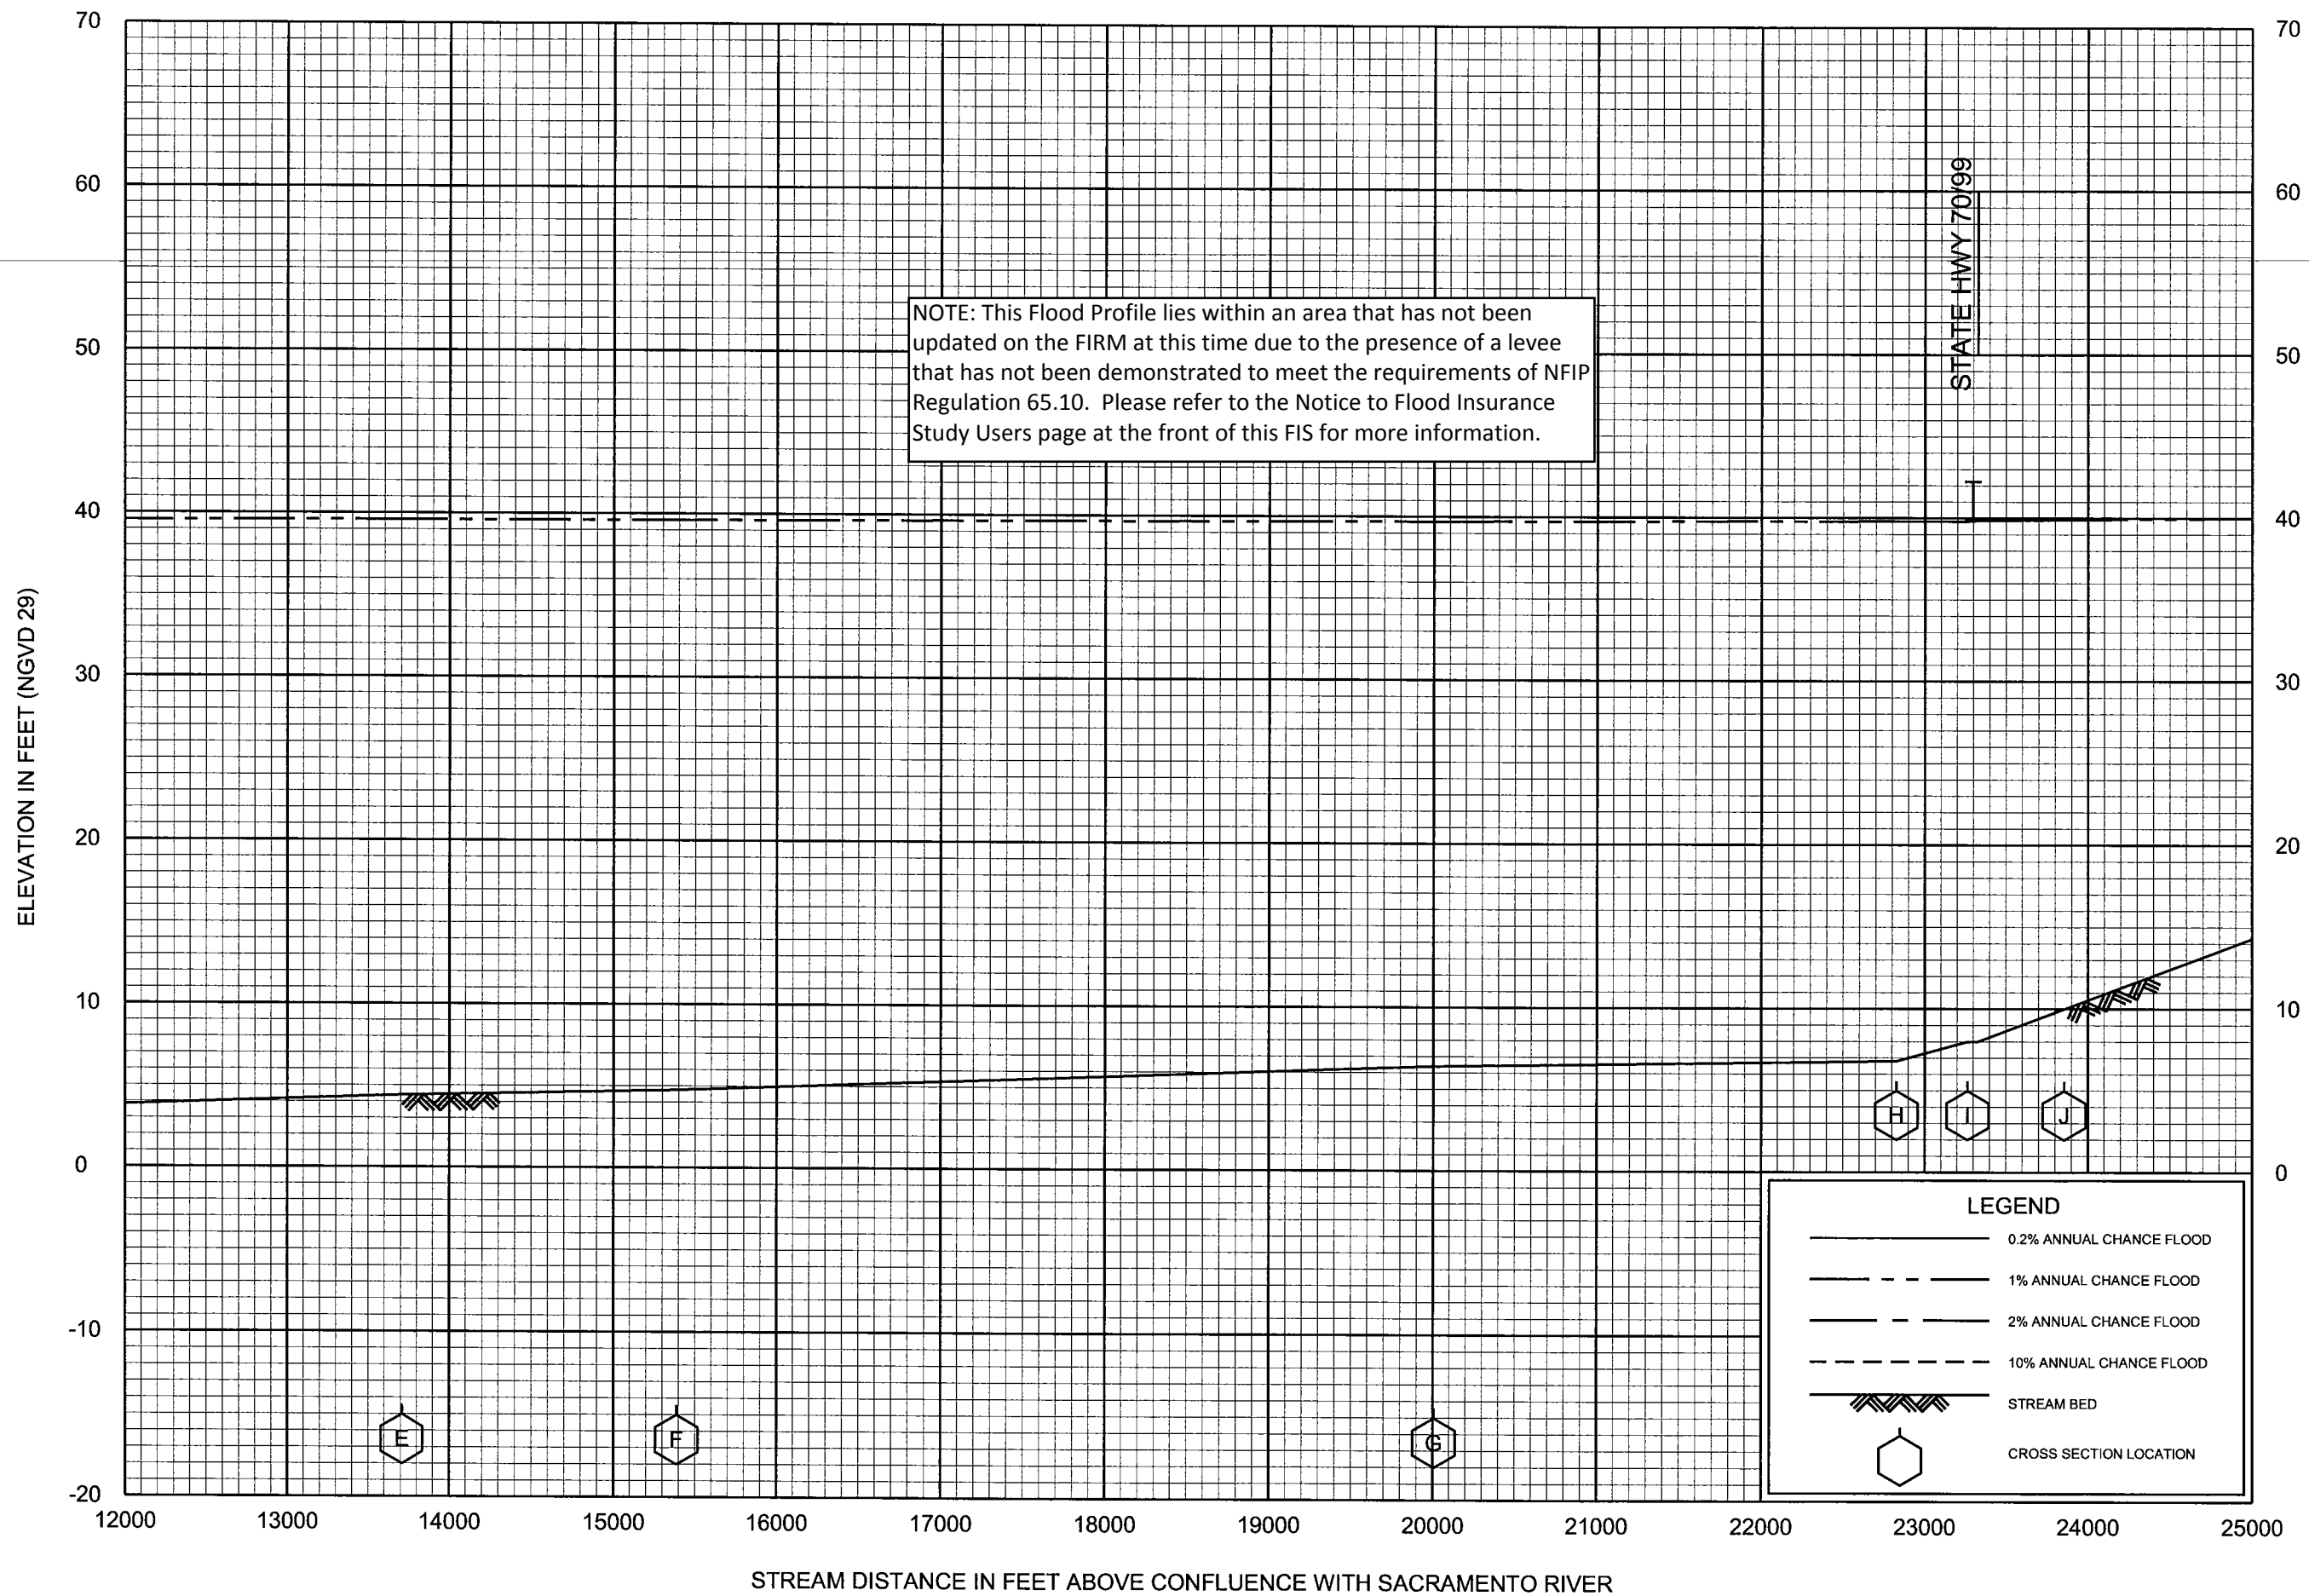 70
60
50
40
30
20
10
0
-10
-20
ELEVATION IN FEET (NGVD 29)
70
60
50
40
30
20
10
0
STATE HWY 70/99
NOTE: This Flood Profile lies within an area that has not been
updated on the FIRM at this time due to the presence of a levee
that has not been demonstrated to meet the requirements of NFIP
Regulation 65.10.  Please refer to the Notice to Flood Insurance
Study Users page at the front of this FIS for more information.
H I J
E F G
LEGEND
0.2% ANNUAL CHANCE FLOOD
1% ANNUAL CHANCE FLOOD
2% ANNUAL CHANCE FLOOD
10% ANNUAL CHANCE FLOOD
STREAM BED
CROSS SECTION LOCATION
12000 13000 14000 15000 16000 17000 18000 19000 20000 21000 22000 23000 24000 25000
STREAM DISTANCE IN FEET ABOVE CONFLUENCE WITH SACRAMENTO RIVER